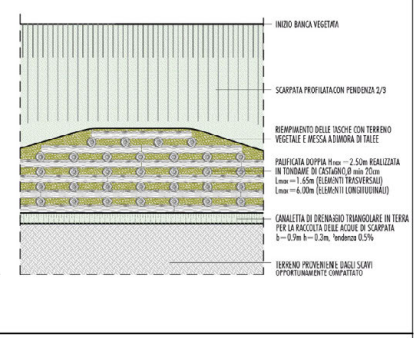 INIZIO BANCA VEGETATA
SCARPATA PROFILATA CON PENDENZA 2/3
RIEMPIMENTO DELLE TASCHE CON TERRENO
VEGETALE E MESSA A DIMORA DI TALEE
PALIFICATA DOPPIA Hmax =2.50m REALIZZATA
IN TONDAME DI CASTAGNO,Ø min 20cm
Lmax=1.65m (ELEMENTI TRASVERSALI)
Lmax=6.00m (ELEMENTI LONGITUDINALI)
CANALETTA DI DRENAGGIO TRIANGOLARE IN TERRA
PER LA RACCOLTA DELLE ACQUE DI SCARPATA
b=0.9m h=0.3m, Pendenza 0.5%
TERRENO PROVENIENTE DAGLI SCAVI
OPPORTUNAMENTE COMPATTATO